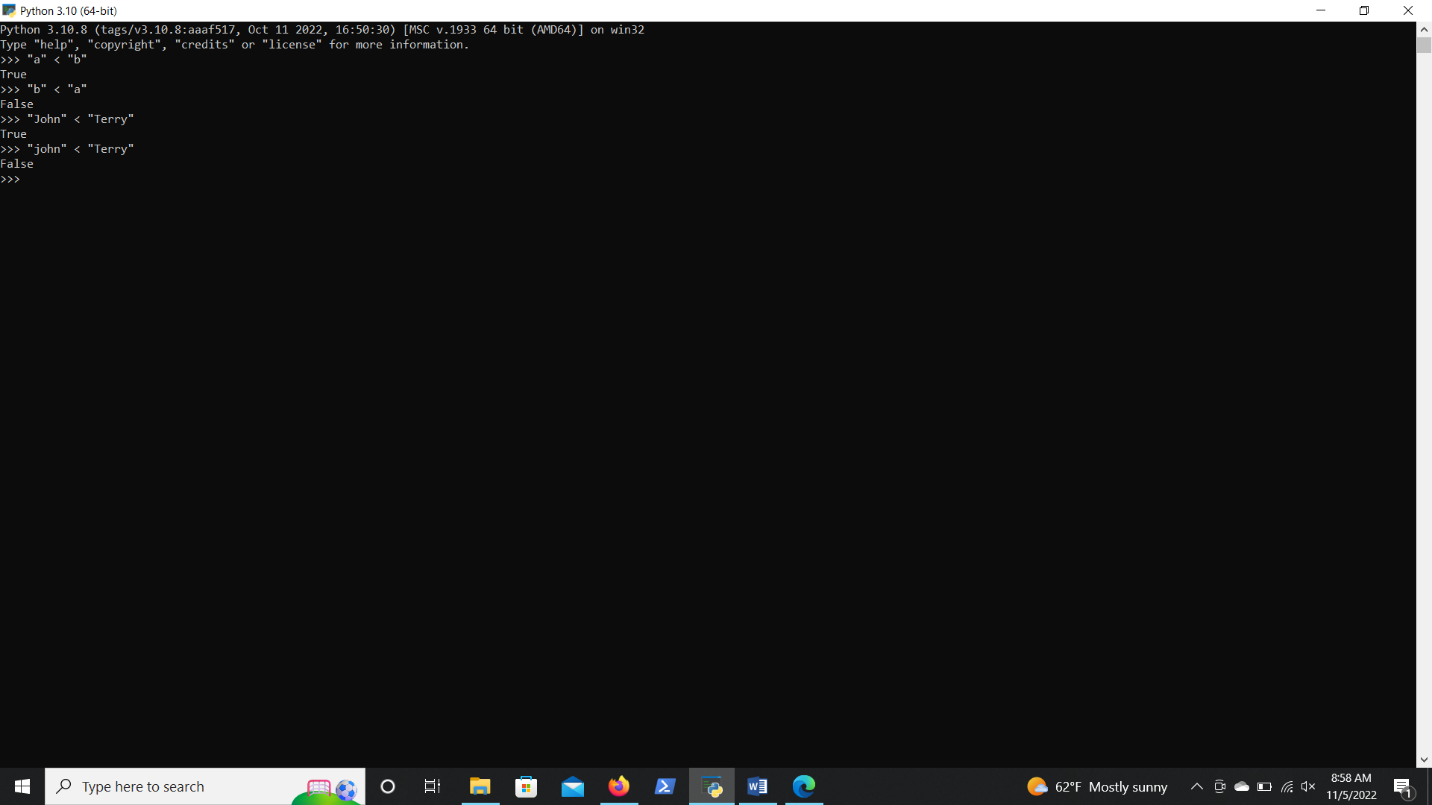 Python 3.10 (64-bit)
Python 3.10.8 (tags/v3.10.8:aaaf517, Oct 11 2022, 16:50:30) [MSC v.1933 64 bit (AMD64)] on win32
Type "help", "copyright", "credits" or "license" for more information.
>>> "a" < "b"
True
>>> "b" < "a"
False
>>> "John" < "Terry"
True
>>> "john" < "Terry"
False
>>>
Type here to search
62°F Mostly sunny
8:58 AM
11/5/2022
1